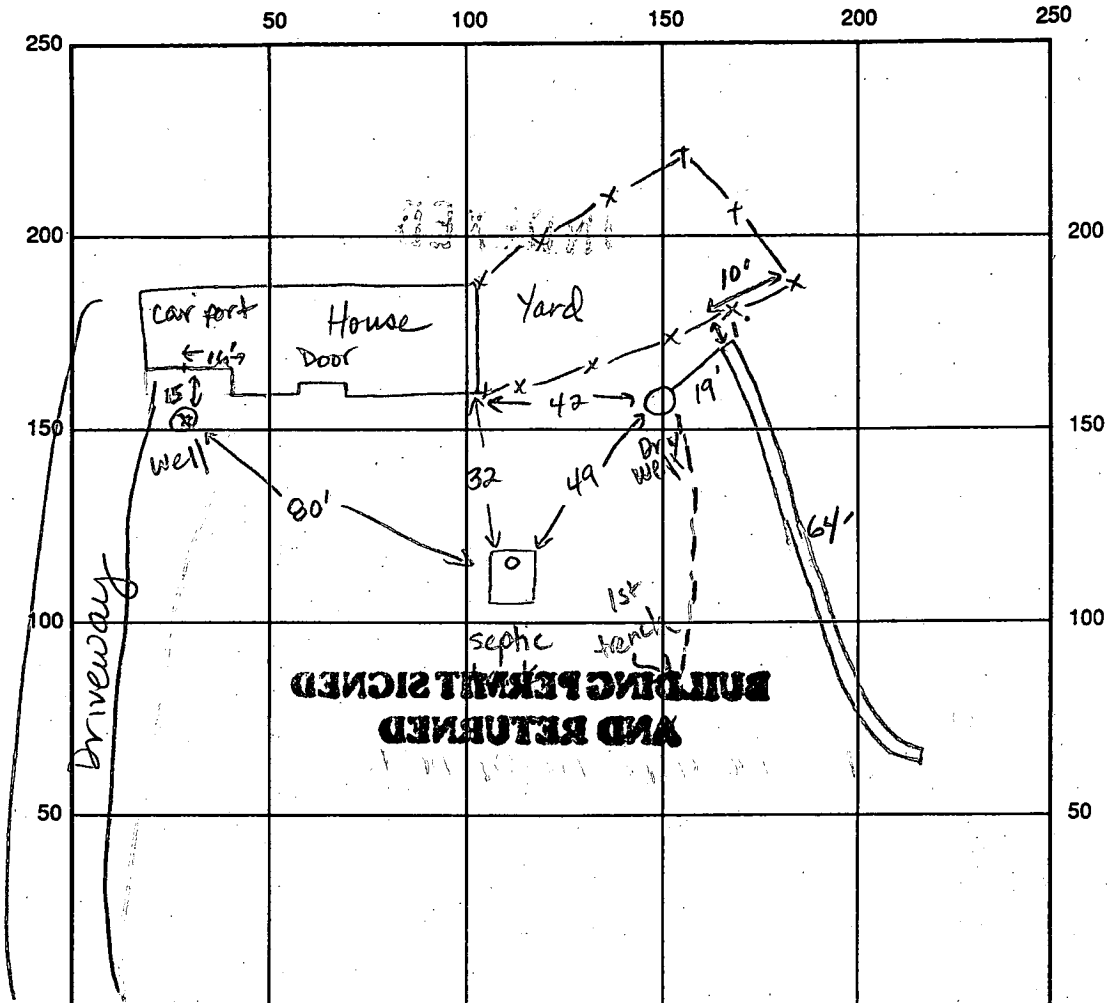 50 100 150 200 250
250
200 200
car port House Yard 10'
14' Door
15' 1'
42 19'
150 150
Well Dry Well
32 49
80' 64'
Driveway
100 1st trench 100
septic
BUILDING PERMIT SIGNED
AND RETURNED
50 50